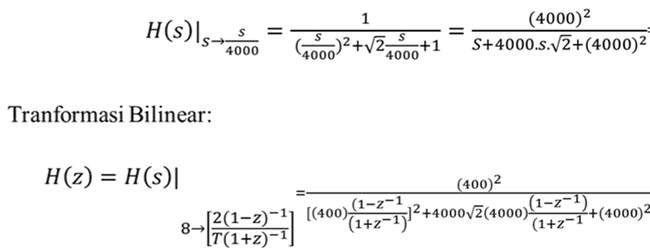 H(s)|s→s/4000 = 1/((s/4000)²+√2 s/4000+1) = (4000)²/(S+4000.s.√2+(4000)²)=
Tranformasi Bilinear:
H(z) = H(s)| 8→[2(1−z)⁻¹/T(1+z)⁻¹] = (400)²/([(400)(1−z⁻¹/(1+z⁻¹]²+4000√2(4000)(1−z⁻¹)/(1+z⁻¹+(4000)²